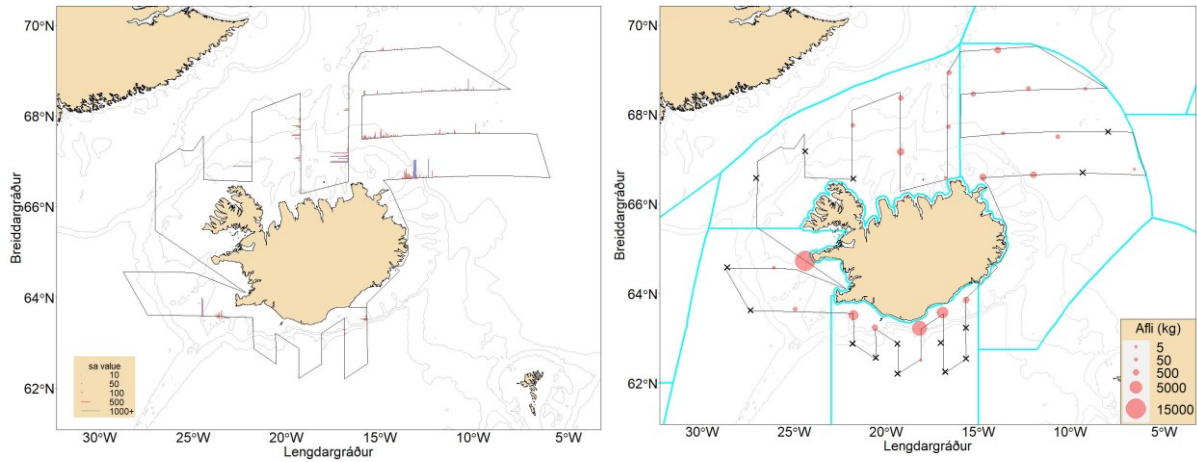 70°N
68°N
66°N
64°N
62°N
Breiddargráður
30°W
25°W
20°W
15°W
10°W
5°W
Lengdargráður
sa value
10
50
100
500
1000+
70°N
68°N
66°N
64°N
62°N
Breiddargráður
30°W
25°W
20°W
15°W
10°W
5°W
Lengdargráður
Afli (kg)
5
50
500
5000
15000